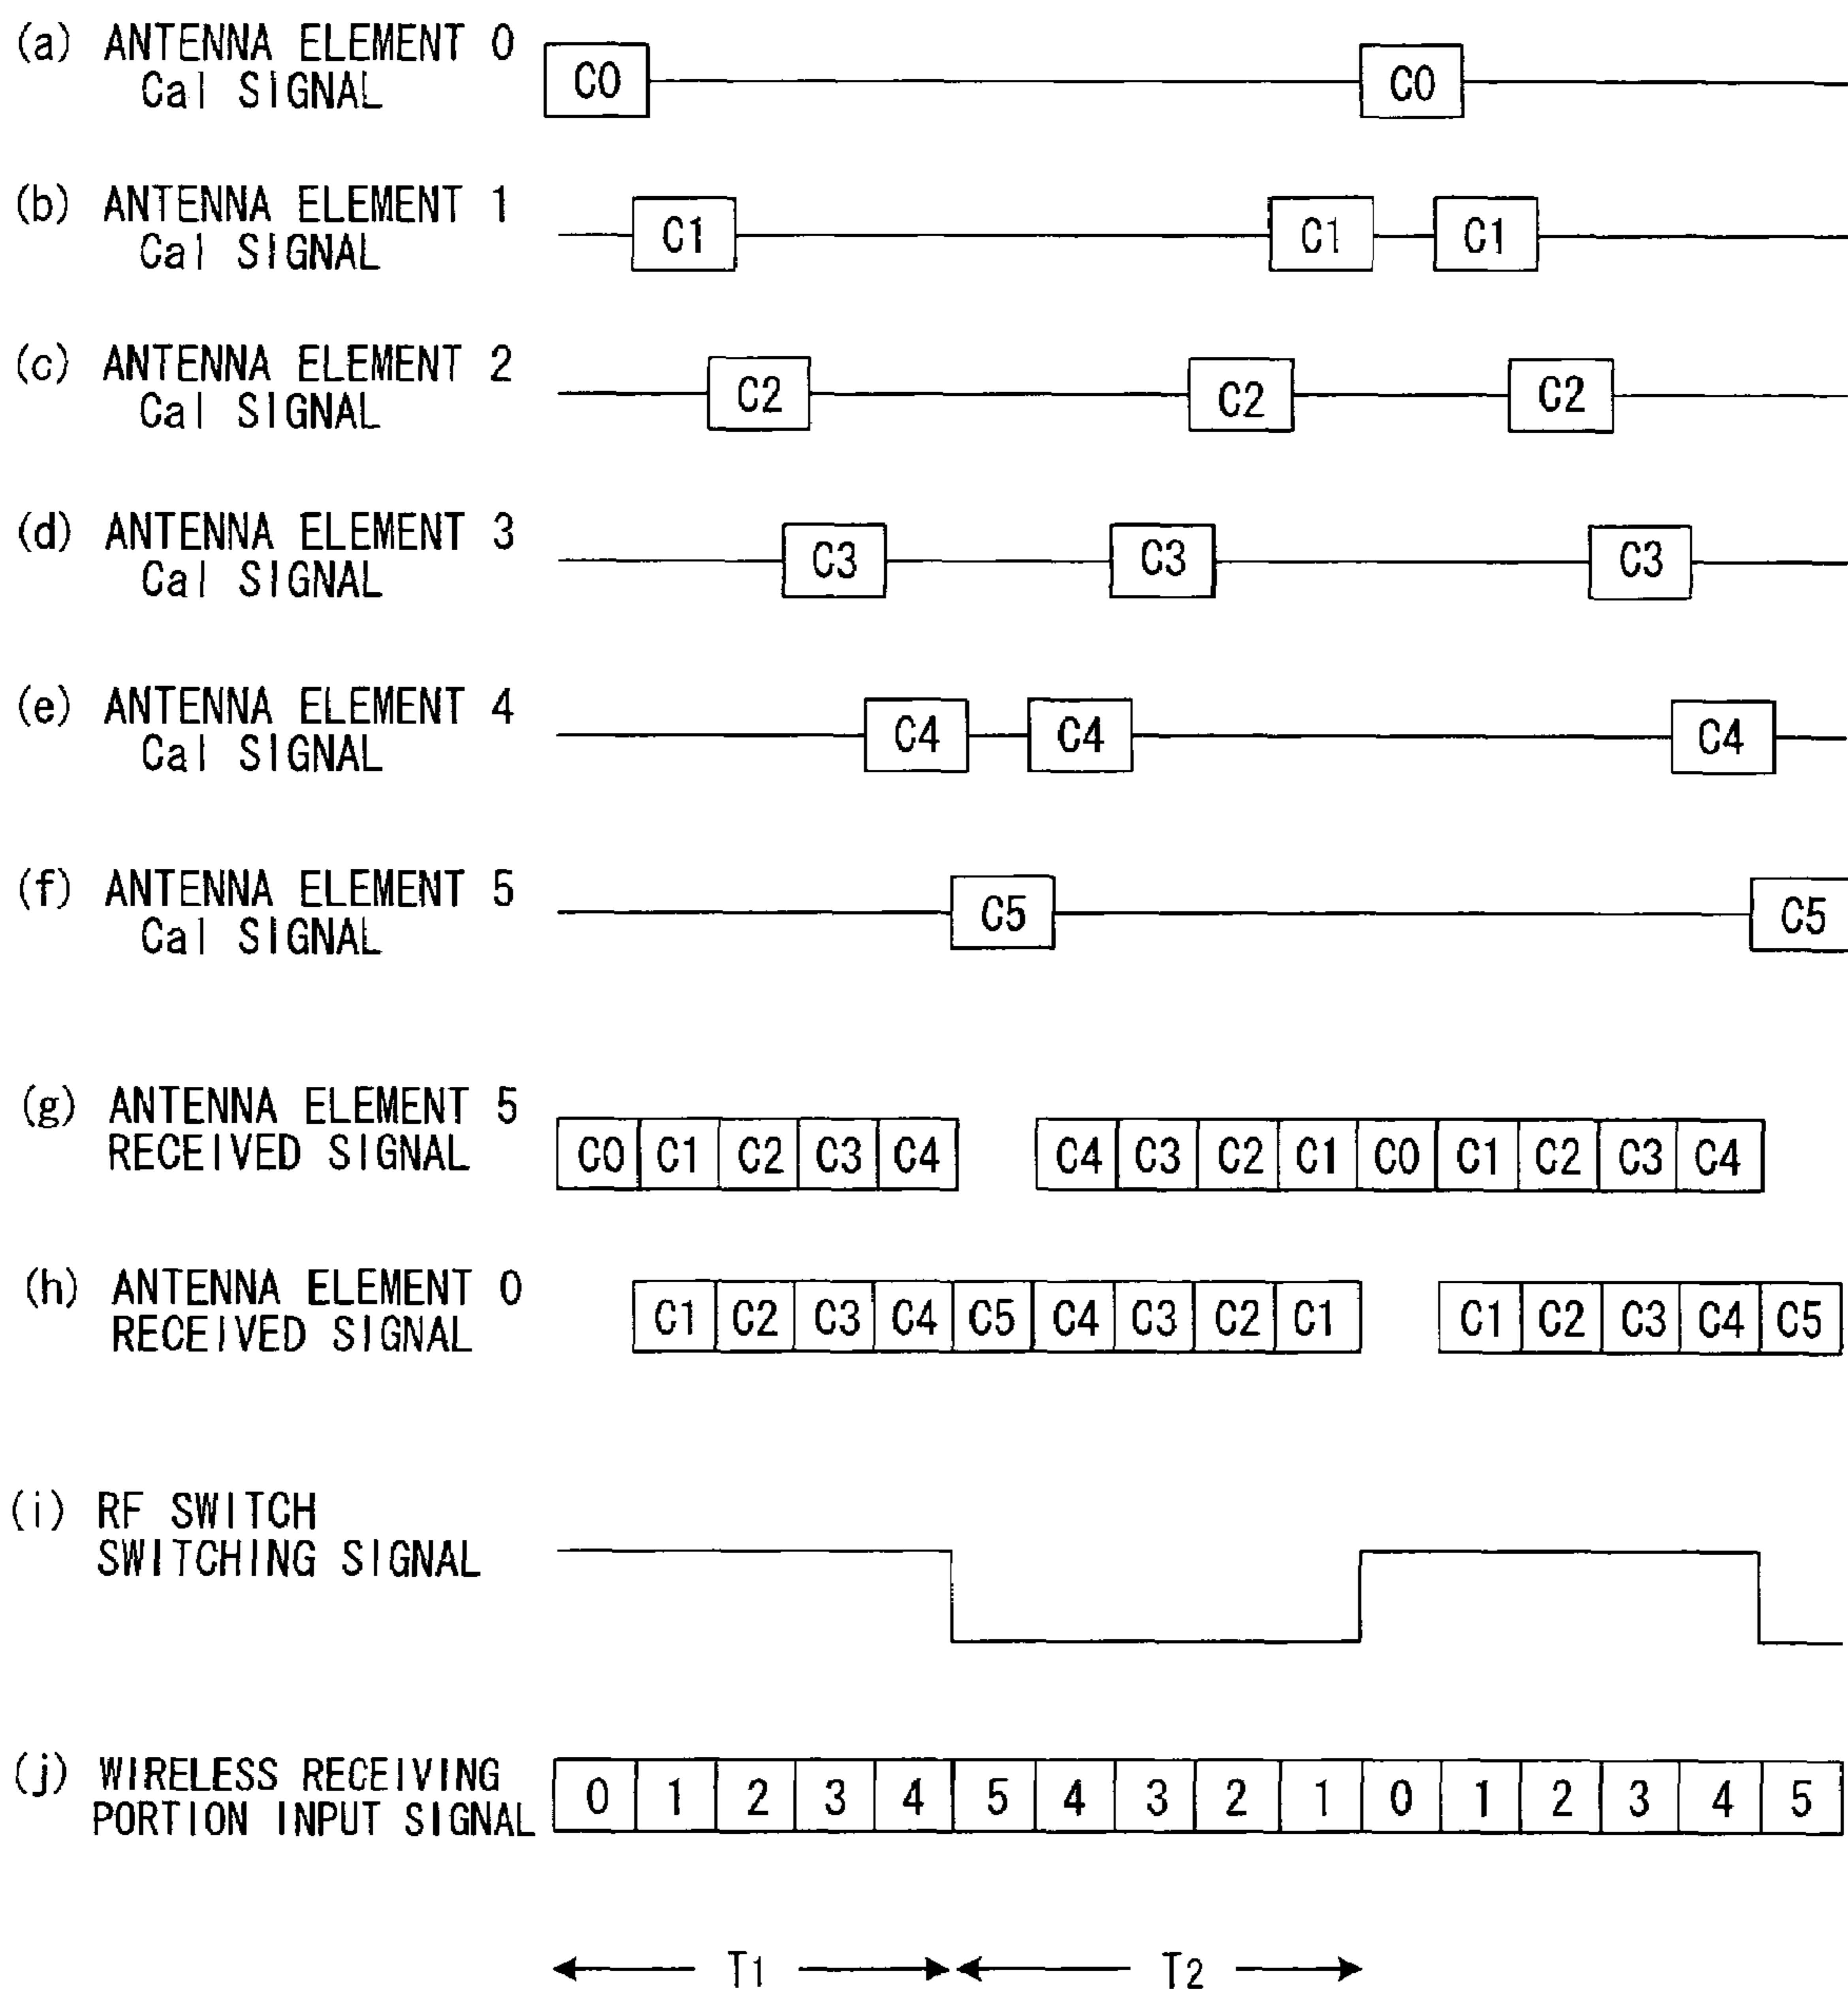 (a) ANTENNA ELEMENT 0
Cal SIGNAL
C0 C0
(b) ANTENNA ELEMENT 1
Cal SIGNAL
C1 C1 C1
(c) ANTENNA ELEMENT 2
Cal SIGNAL
C2 C2 C2
(d) ANTENNA ELEMENT 3
Cal SIGNAL
C3 C3 C3
(e) ANTENNA ELEMENT 4
Cal SIGNAL
C4 C4 C4
(f) ANTENNA ELEMENT 5
Cal SIGNAL
C5 C5
(g) ANTENNA ELEMENT 5
RECEIVED SIGNAL
C0 C1 C2 C3 C4 C4 C3 C2 C1 C0 C1 C2 C3 C4
(h) ANTENNA ELEMENT 0
RECEIVED SIGNAL
C1 C2 C3 C4 C5 C4 C3 C2 C1 C1 C2 C3 C4 C5
(i) RF SWITCH
SWITCHING SIGNAL
(j) WIRELESS RECEIVING
PORTION INPUT SIGNAL
0 1 2 3 4 5 4 3 2 1 0 1 2 3 4 5
T1 T2